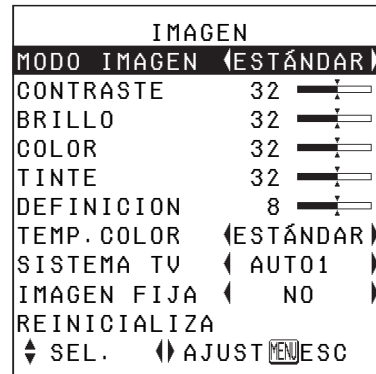 IMAGEN
MODO IMAGEN ESTÁNDAR
CONTRASTE 32
BRILLO 32
COLOR 32
TINTE 32
DEFINICION 8
TEMP.COLOR ESTÁNDAR
SISTEMA TV AUTO1
IMAGEN FIJA NO
REINICIALIZA
SEL. AJUST MENU ESC